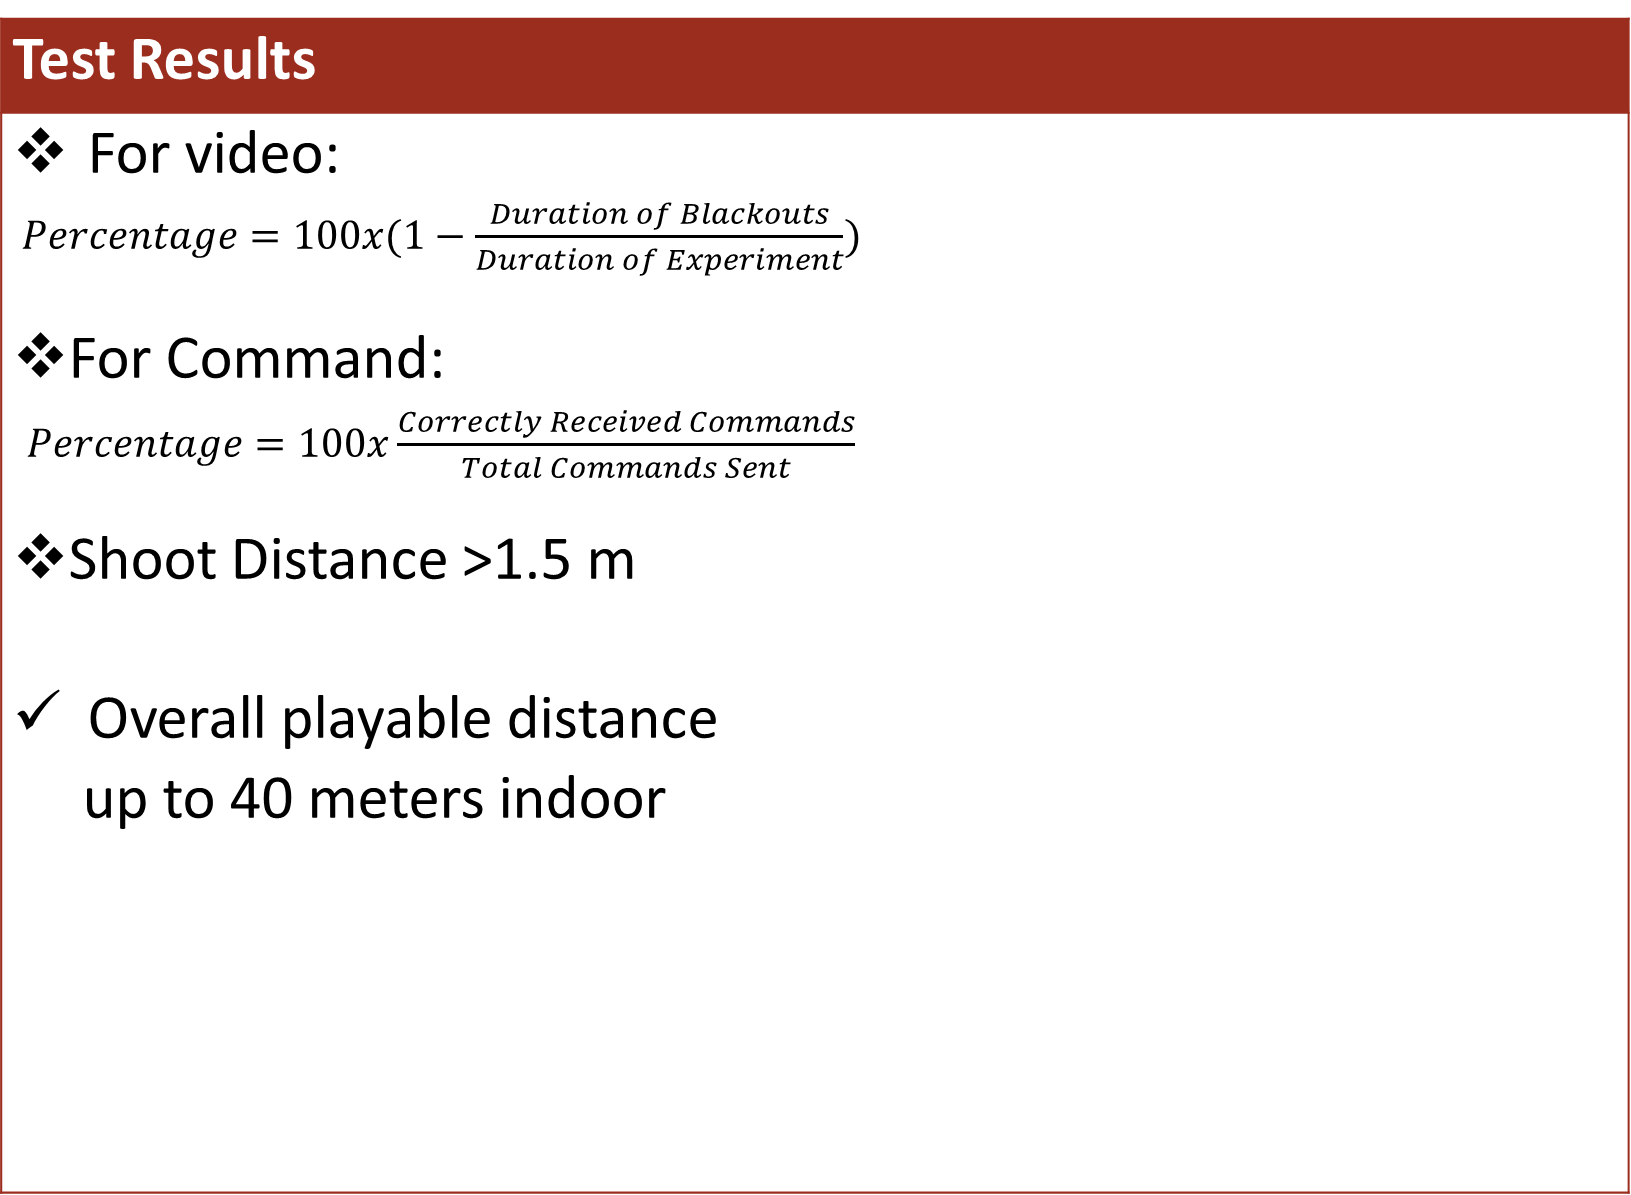 Test Results
❖ For video:
Percentage = 100x(1 − Duration of Blackouts / Duration of Experiment)
❖For Command:
Percentage = 100x Correctly Received Commands / Total Commands Sent
❖Shoot Distance >1.5 m
✓ Overall playable distance
up to 40 meters indoor